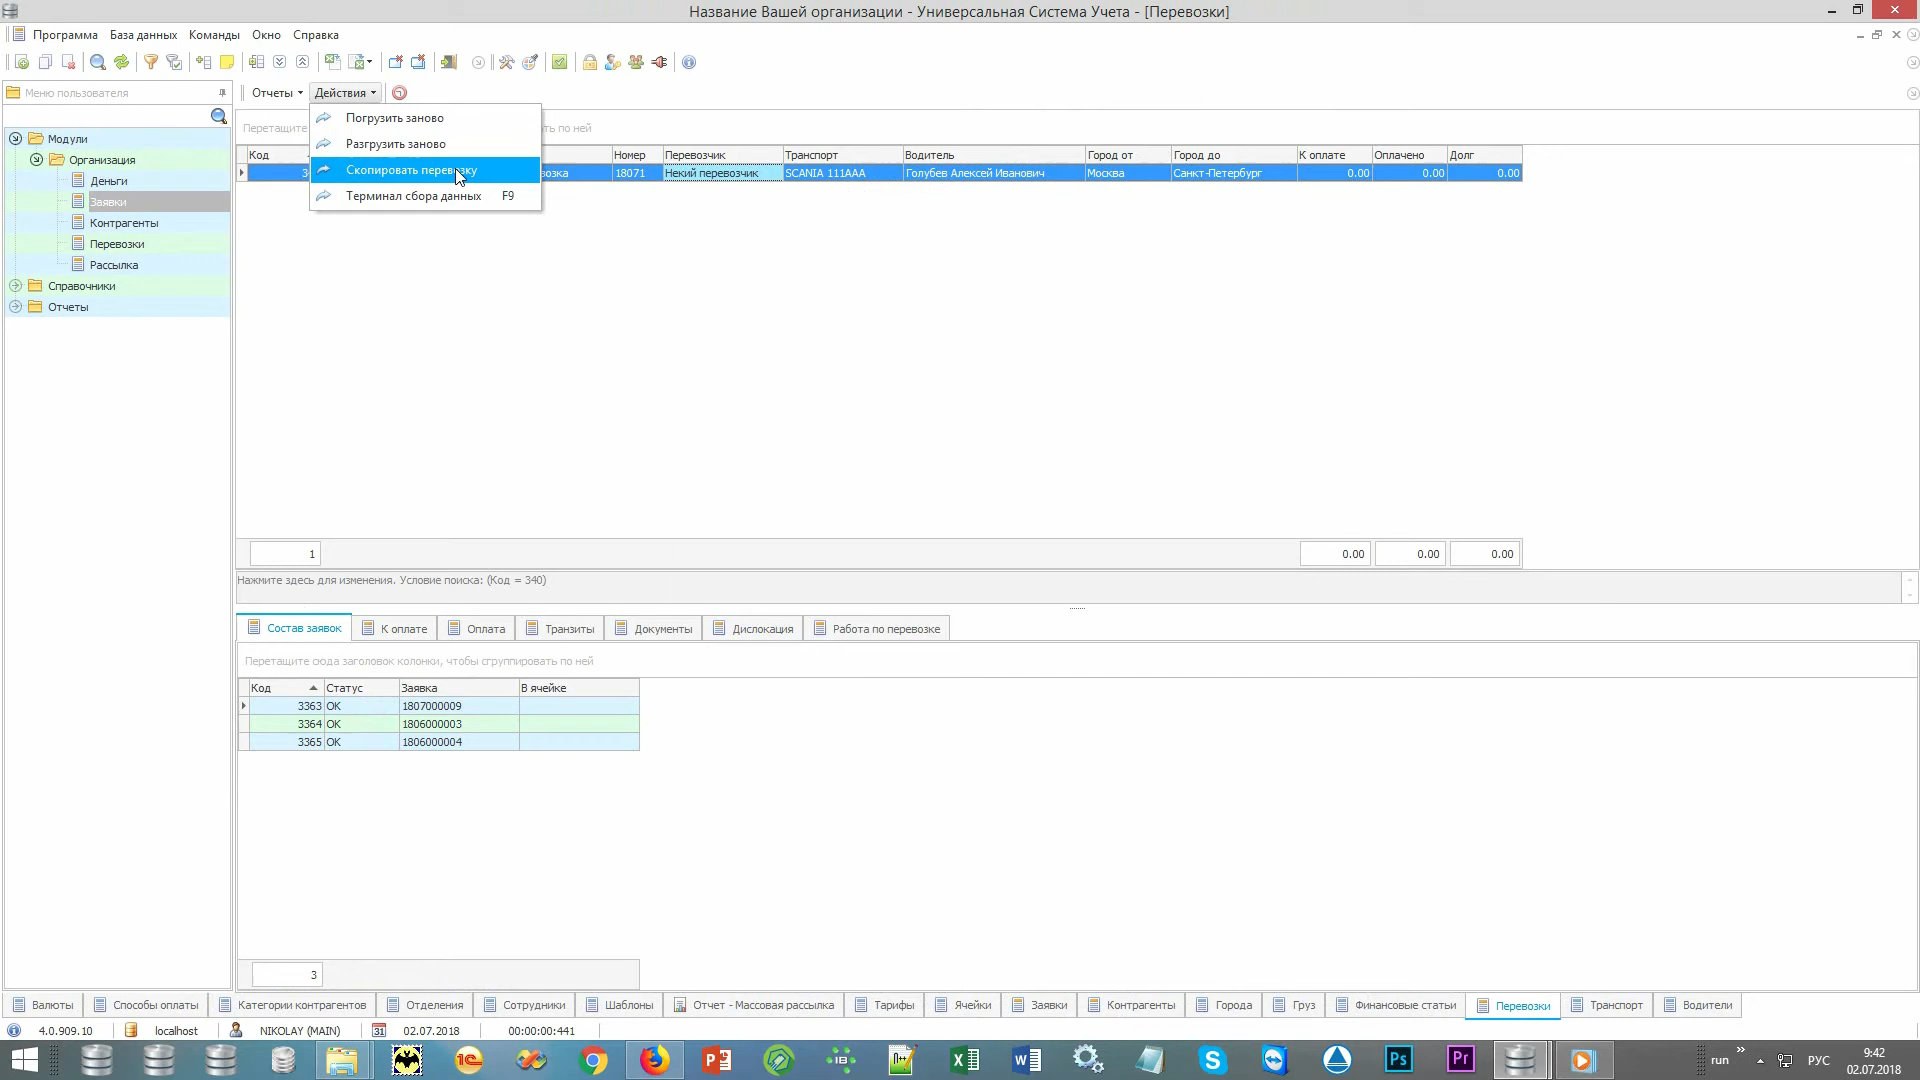 Название Вашей организации - Универсальная Система Учета - [Перевозки]
Программа База данных Команды Окно Справка
Меню пользователя
Отчеты Действия
Модули
Организация
Деньги
Заявки
Контрагенты
Перевозки
Рассылка
Справочники
Отчеты
Погрузить заново
Разгрузить заново
Скопировать перевозку
Терминал сбора данных F9
Перетащите ть по ней
Код Номер Перевозчик Транспорт Водитель Город от Город до К оплате Оплачено Долг
3 возка 18071 Некий перевозчик SCANIA 111AAA Голубев Алексей Иванович Москва Санкт-Петербург 0.00 0.00 0.00
1 0.00 0.00 0.00
Нажмите здесь для изменения. Условие поиска: (Код = 340)
Состав заявок К оплате Оплата Транзиты Документы Дислокация Работа по перевозке
Перетащите сюда заголовок колонки, чтобы сгруппировать по ней
Код Статус Заявка В ячейке
3363 OK 1807000009
3364 OK 1806000003
3365 OK 1806000004
3
Валюты Способы оплаты Категории контрагентов Отделения Сотрудники Шаблоны Отчет - Массовая рассылка Тарифы Ячейки Заявки Контрагенты Города Груз Финансовые статьи Перевозки Транспорт Водители
4.0.909.10 localhost NIKOLAY (MAIN) 31 02.07.2018 00:00:00:441
run » РУС 9:42
02.07.2018